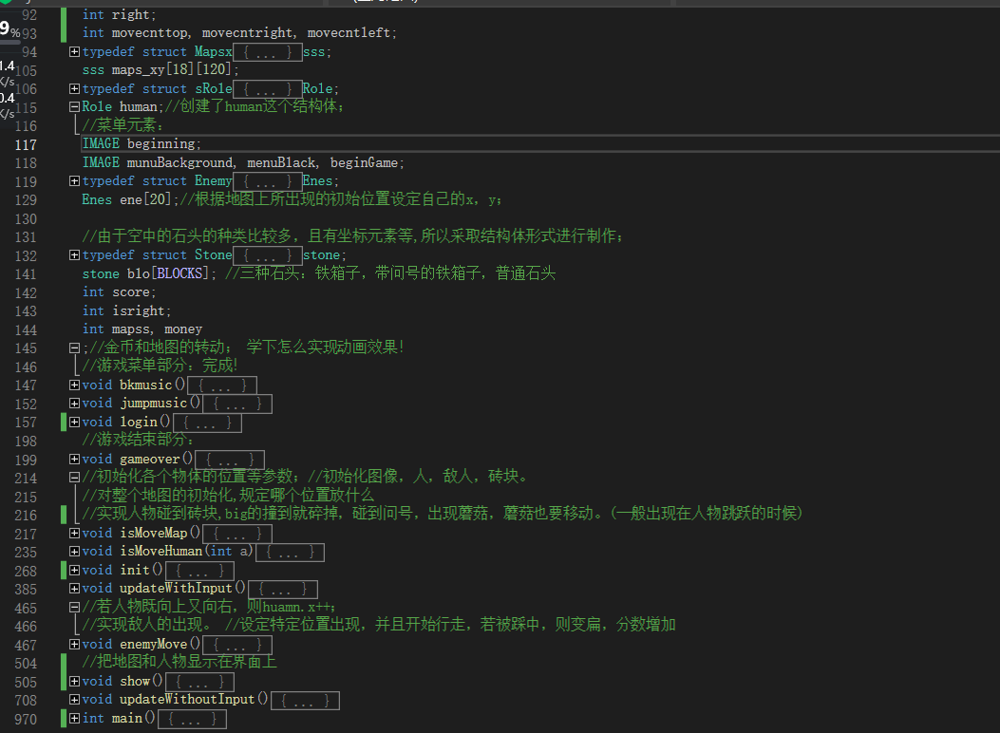 92 int right;
93 int movecnttop, movecntright, movecntleft;
94 typedef struct Mapsx{ ... }sss;
105 sss maps_xy[18][120];
106 typedef struct sRole{ ... }Role;
115 Role human;//创建了human这个结构体;
116 //菜单元素:
117 IMAGE beginning;
118 IMAGE munuBackground, menuBlack, beginGame;
119 typedef struct Enemy{ ... }Enes;
129 Enes ene[20];//根据地图上所出现的初始位置设定自己的x, y;
130
131 //由于空中的石头的种类比较多, 且有坐标元素等,所以采取结构体形式进行制作;
132 typedef struct Stone{ ... }stone;
141 stone blo[BLOCKS]; //三种石头: 铁箱子, 带问号的铁箱子, 普通石头
142 int score;
143 int isright;
144 int mapss, money
145 ;//金币和地图的转动; 学下怎么实现动画效果!
146 //游戏菜单部分: 完成!
147 void bkmusic(){ ... }
152 void jumpmusic(){ ... }
157 void login(){ ... }
198 //游戏结束部分:
199 void gameover(){ ... }
214 //初始化各个物体的位置等参数; //初始化图像, 人, 敌人, 砖块。
215 //对整个地图的初始化,规定哪个位置放什么
216 //实现人物碰到砖块,big的撞到就碎掉, 碰到问号, 出现蘑菇, 蘑菇也要移动。(一般出现在人物跳跃的时候)
217 void isMoveMap(){ ... }
235 void isMoveHuman(int a){ ... }
268 void init(){ ... }
385 void updateWithInput(){ ... }
465 //若人物既向上又向右, 则huamn.x++;
466 //实现敌人的出现。 //设定特定位置出现, 并且开始行走, 若被踩中, 则变扁, 分数增加
467 void enemyMove(){ ... }
504 //把地图和人物显示在界面上
505 void show(){ ... }
708 void updateWithoutInput(){ ... }
970 int main(){ ... }
9%
1.4
K/s
0.4
K/s